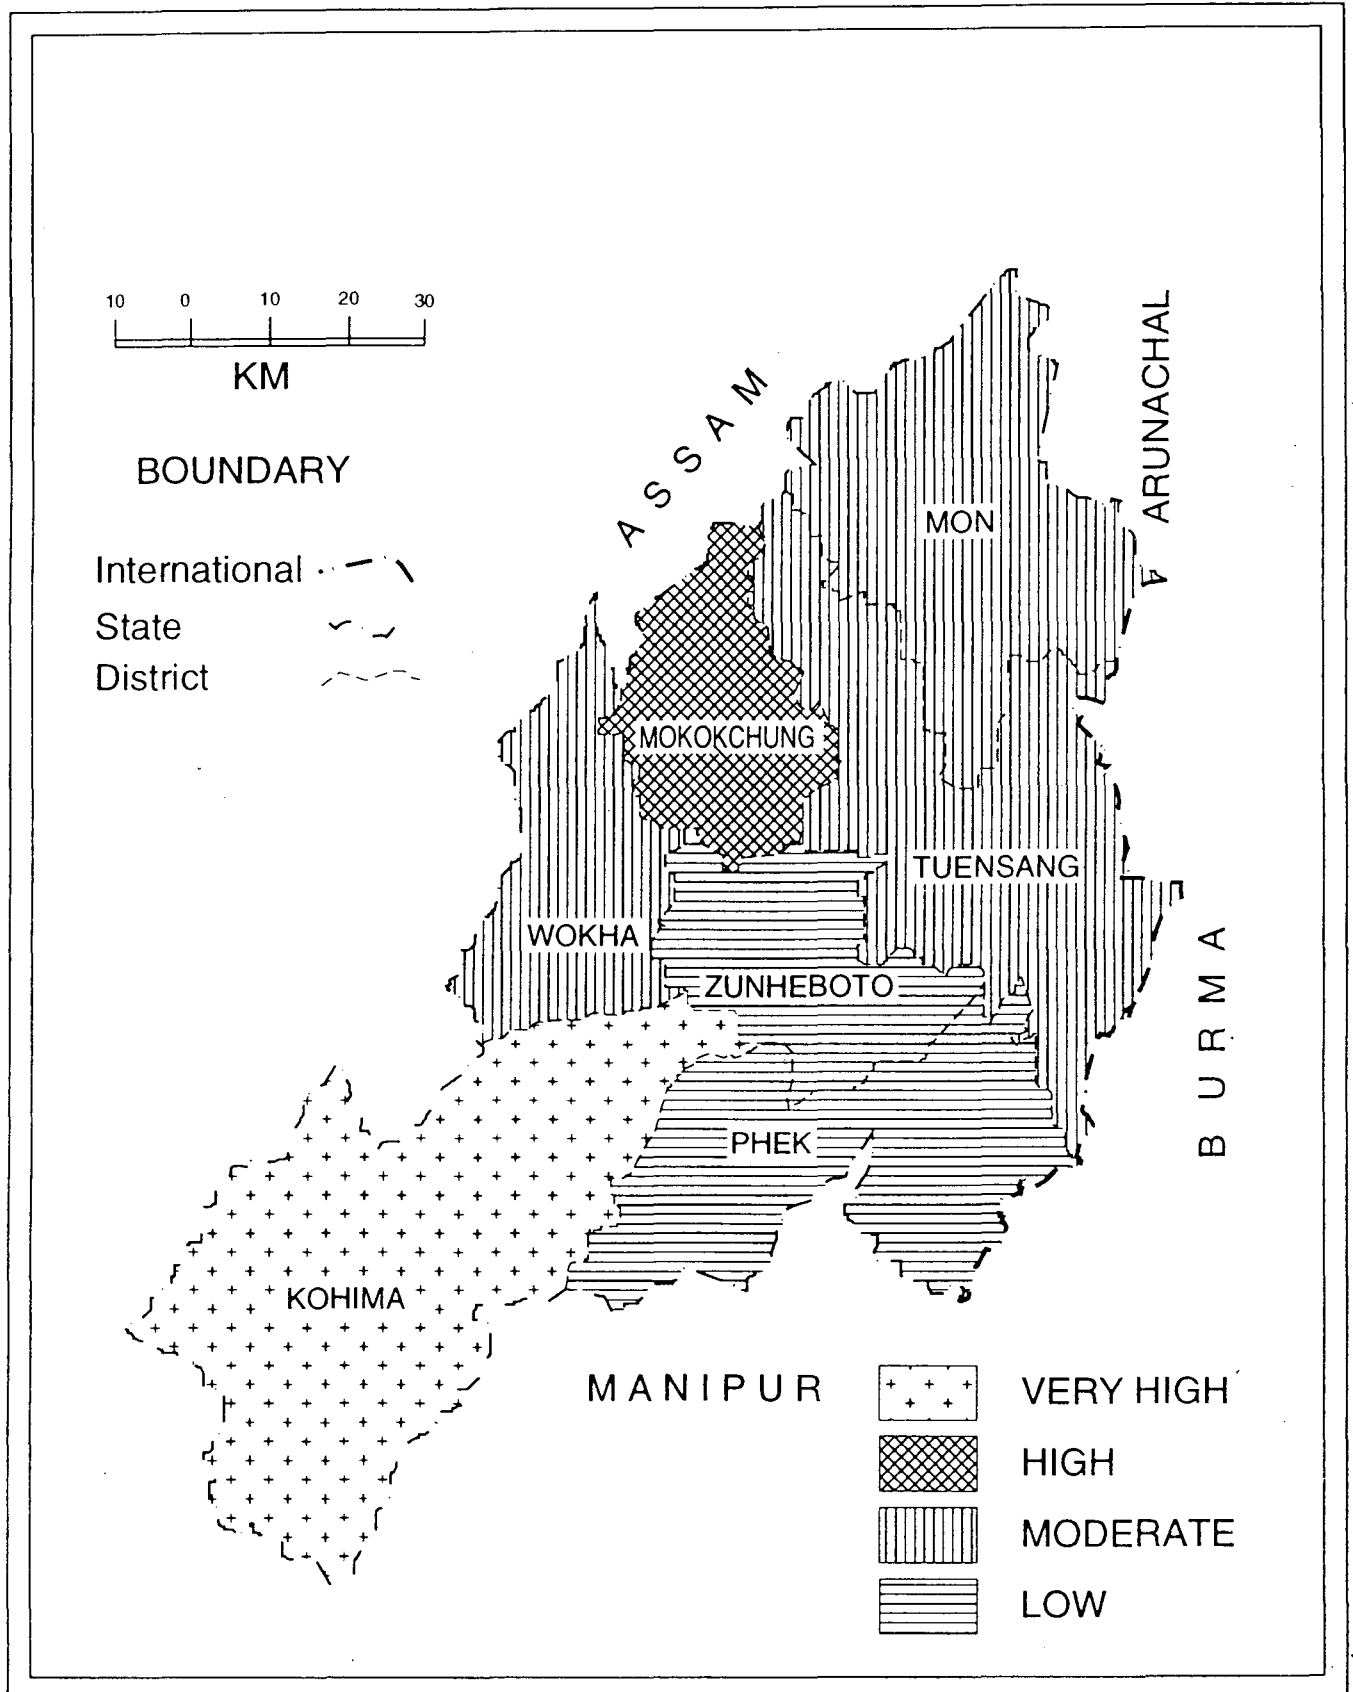 10 0 10 20 30
KM
BOUNDARY
International
State
District
ASSAM
ARUNACHAL
MON
MOKOKCHUNG
TUENSANG
WOKHA
ZUNHEBOTO
BURMA
PHEK
KOHIMA
MANIPUR
VERY HIGH
HIGH
MODERATE
LOW